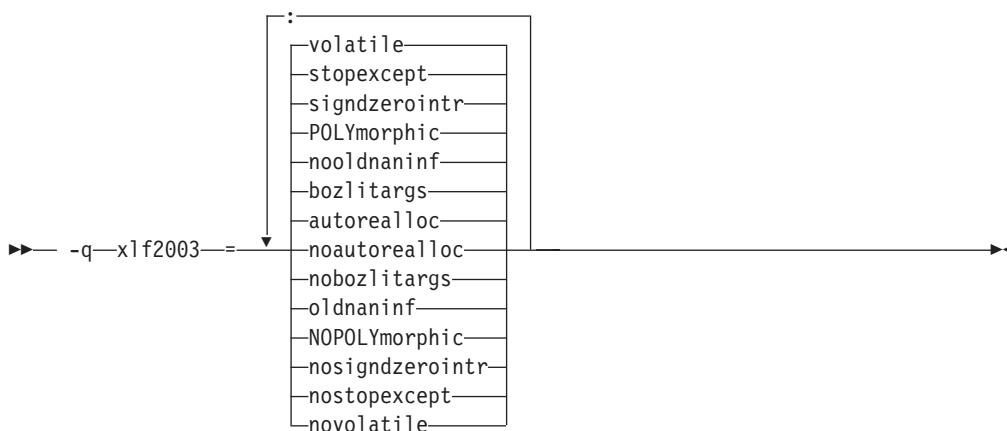 :
volatile
stopexcept
signdzerointr
POLYmorphic
nooldnaninf
bozlitargs
autorealloc
-q xlf2003 = noautorealloc
nobozlitargs
oldnaninf
NOPOLYmorphic
nosigndzerointr
nostopexcept
novolatile